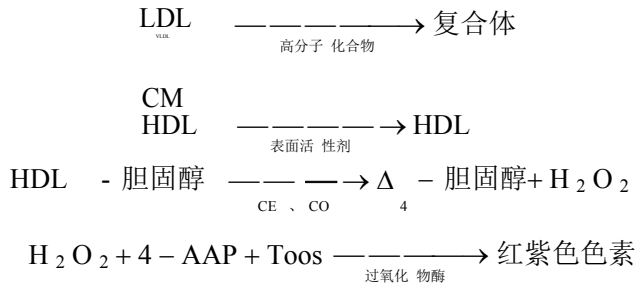 LDL
VLDL
————→ 复合体
高分子 化合物
CM
HDL ————→ HDL
表面活 性剂
HDL - 胆固醇 ———→ Δ4 − 胆固醇+ H2O2
CE 、 CO
H2O2 + 4 − AAP + Toos ———→ 红紫色色素
过氧化 物酶